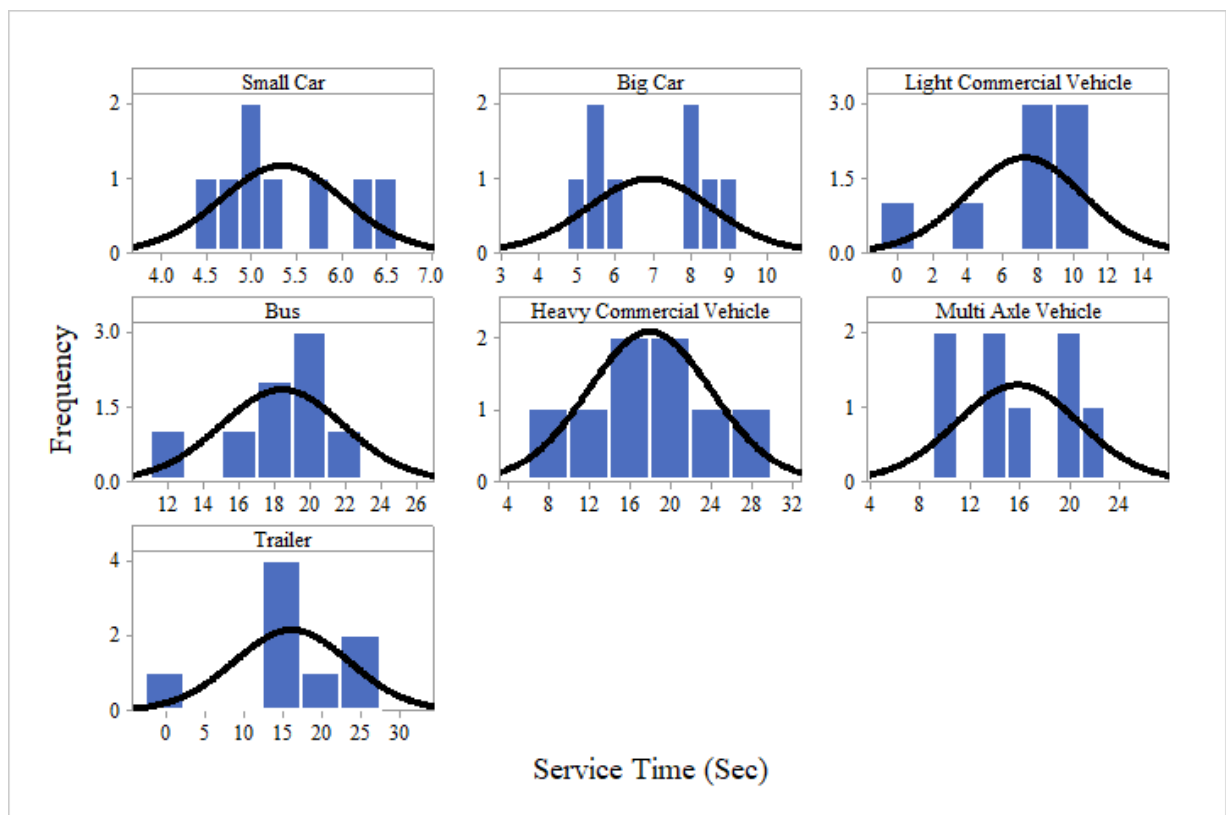 Small Car
Big Car
Light Commercial Vehicle
2
1
0
4.0 4.5 5.0 5.5 6.0 6.5 7.0
2
1
0
3 4 5 6 7 8 9 10
3.0
1.5
0.0
0 2 4 6 8 10 12 14
Bus
Heavy Commercial Vehicle
Multi Axle Vehicle
Frequency
3.0
1.5
0.0
12 14 16 18 20 22 24 26
2
1
0
4 8 12 16 20 24 28 32
2
1
0
4 8 12 16 20 24
Trailer
4
2
0
0 5 10 15 20 25 30
Service Time (Sec)